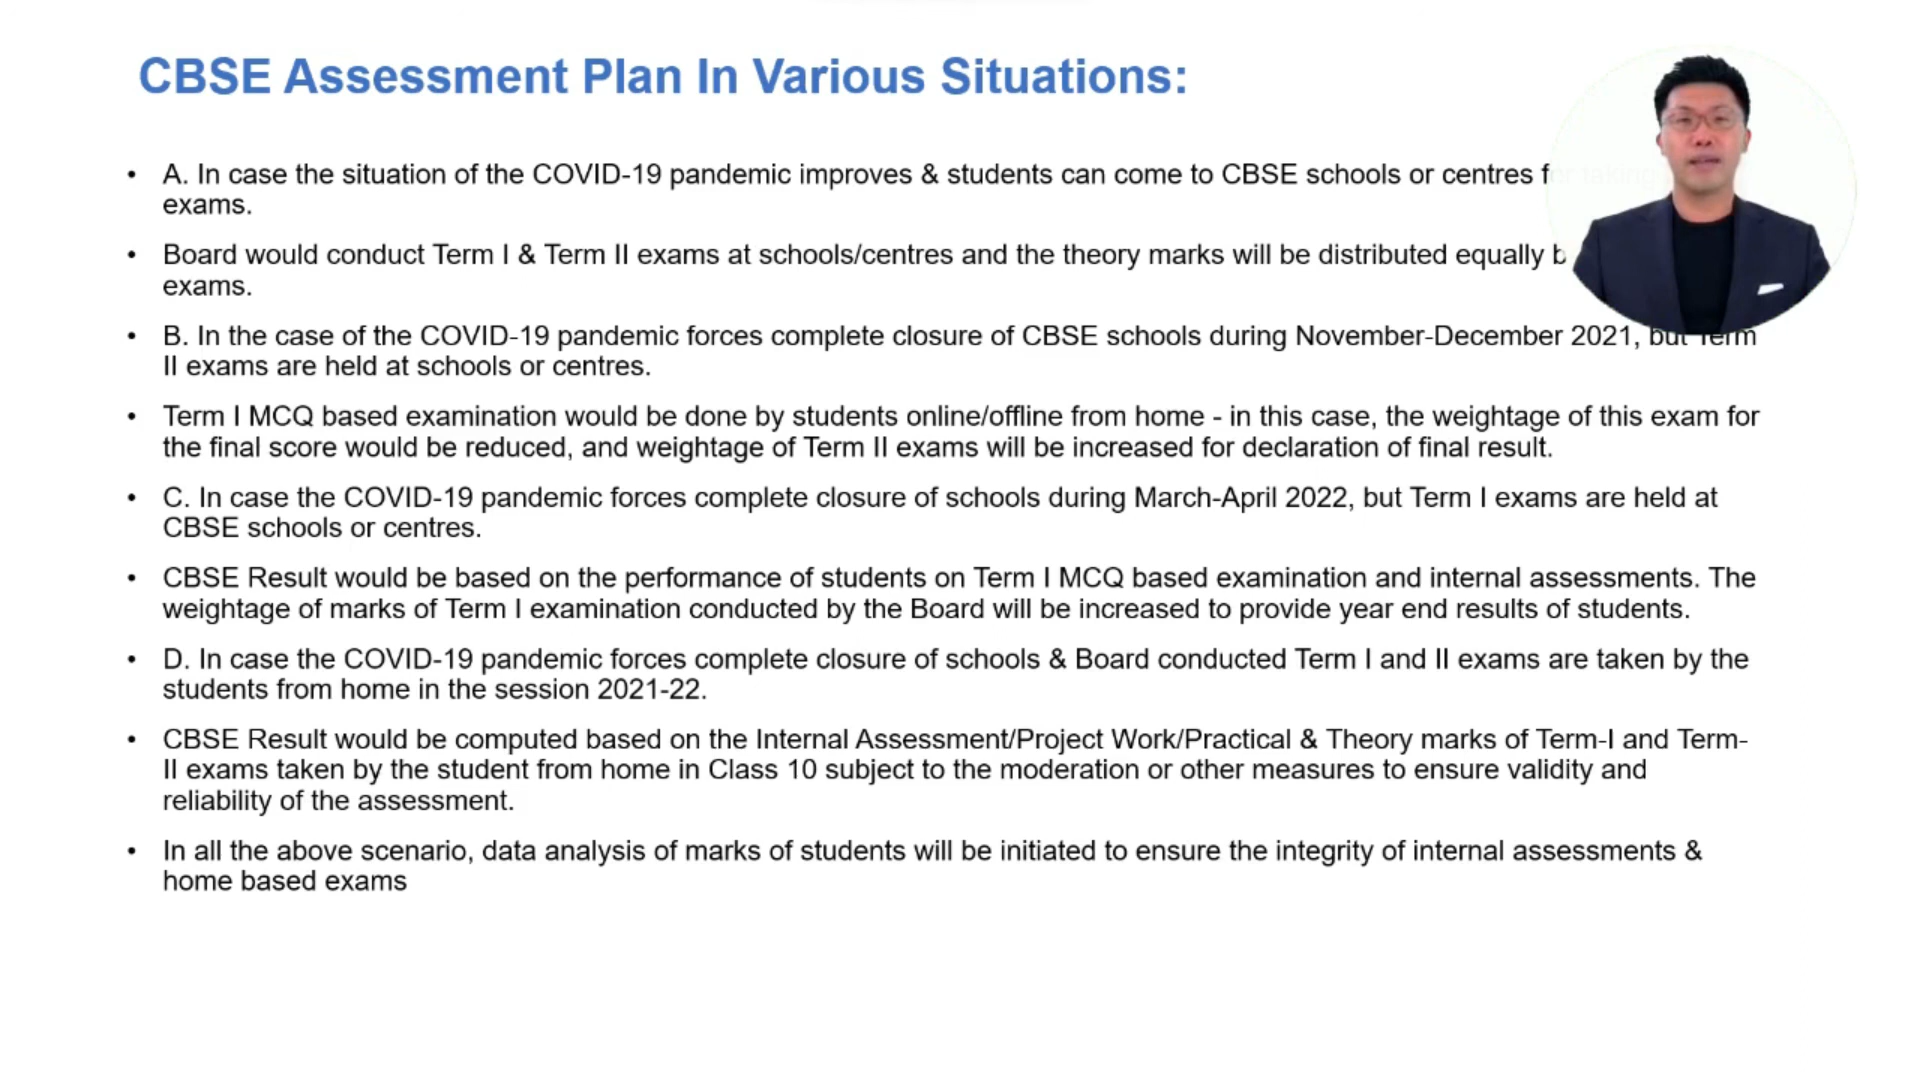 CBSE Assessment Plan In Various Situations:
• A. In case the situation of the COVID-19 pandemic improves & students can come to CBSE schools or centres for taking
exams.
• Board would conduct Term I & Term II exams at schools/centres and the theory marks will be distributed equally
exams.
• B. In the case of the COVID-19 pandemic forces complete closure of CBSE schools during November-December 2021, but Term
II exams are held at schools or centres.
• Term I MCQ based examination would be done by students online/offline from home - in this case, the weightage of this exam for
the final score would be reduced, and weightage of Term II exams will be increased for declaration of final result.
• C. In case the COVID-19 pandemic forces complete closure of schools during March-April 2022, but Term I exams are held at
CBSE schools or centres.
• CBSE Result would be based on the performance of students on Term I MCQ based examination and internal assessments. The
weightage of marks of Term I examination conducted by the Board will be increased to provide year end results of students.
• D. In case the COVID-19 pandemic forces complete closure of schools & Board conducted Term I and II exams are taken by the
students from home in the session 2021-22.
• CBSE Result would be computed based on the Internal Assessment/Project Work/Practical & Theory marks of Term-I and Term-
II exams taken by the student from home in Class 10 subject to the moderation or other measures to ensure validity and
reliability of the assessment.
• In all the above scenario, data analysis of marks of students will be initiated to ensure the integrity of internal assessments &
home based exams